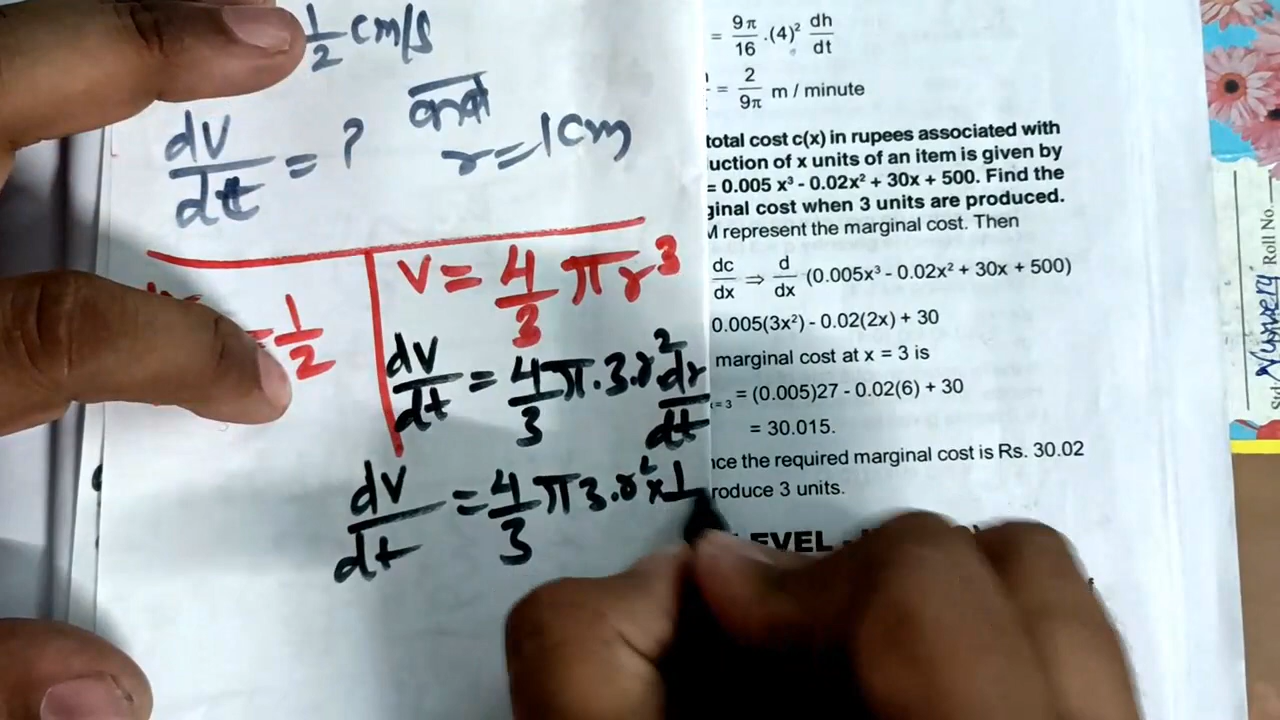 1/2 cm/s
dv/dt = ? जब
r = 1cm
= 1/2
v = 4/3 πr³
dv/dt = 4/3 π.3.r² dr/dt
dv/dt = 4/3 π3.r² × 1
= 9π/16 .(4)² dh/dt
= 2/9π m / minute
total cost c(x) in rupees associated with
uction of x units of an item is given by
= 0.005 x³ - 0.02x² + 30x + 500. Find the
ginal cost when 3 units are produced.
M represent the marginal cost. Then
dc/dx ⇒ d/dx (0.005x³ - 0.02x² + 30x + 500)
0.005(3x²) - 0.02(2x) + 30
marginal cost at x = 3 is
= 3 = (0.005)27 - 0.02(6) + 30
= 30.015.
nce the required marginal cost is Rs. 30.02
roduce 3 units.
LEVEL -
Roll No.